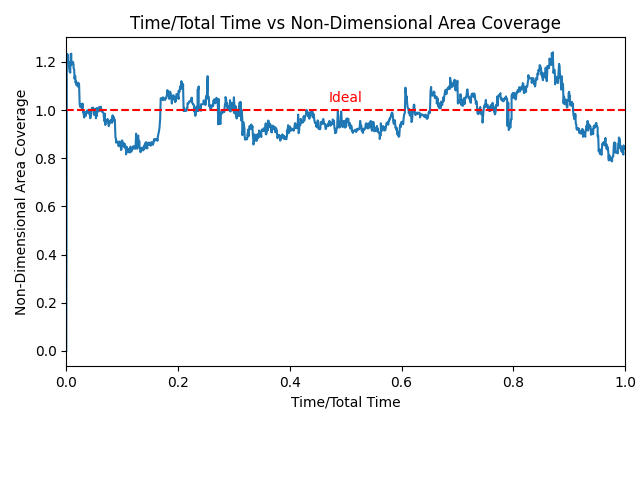 Time/Total Time vs Non-Dimensional Area Coverage
Non-Dimensional Area Coverage
1.2
1.0
0.8
0.6
0.4
0.2
0.0
Ideal
0.0 0.2 0.4 0.6 0.8 1.0
Time/Total Time